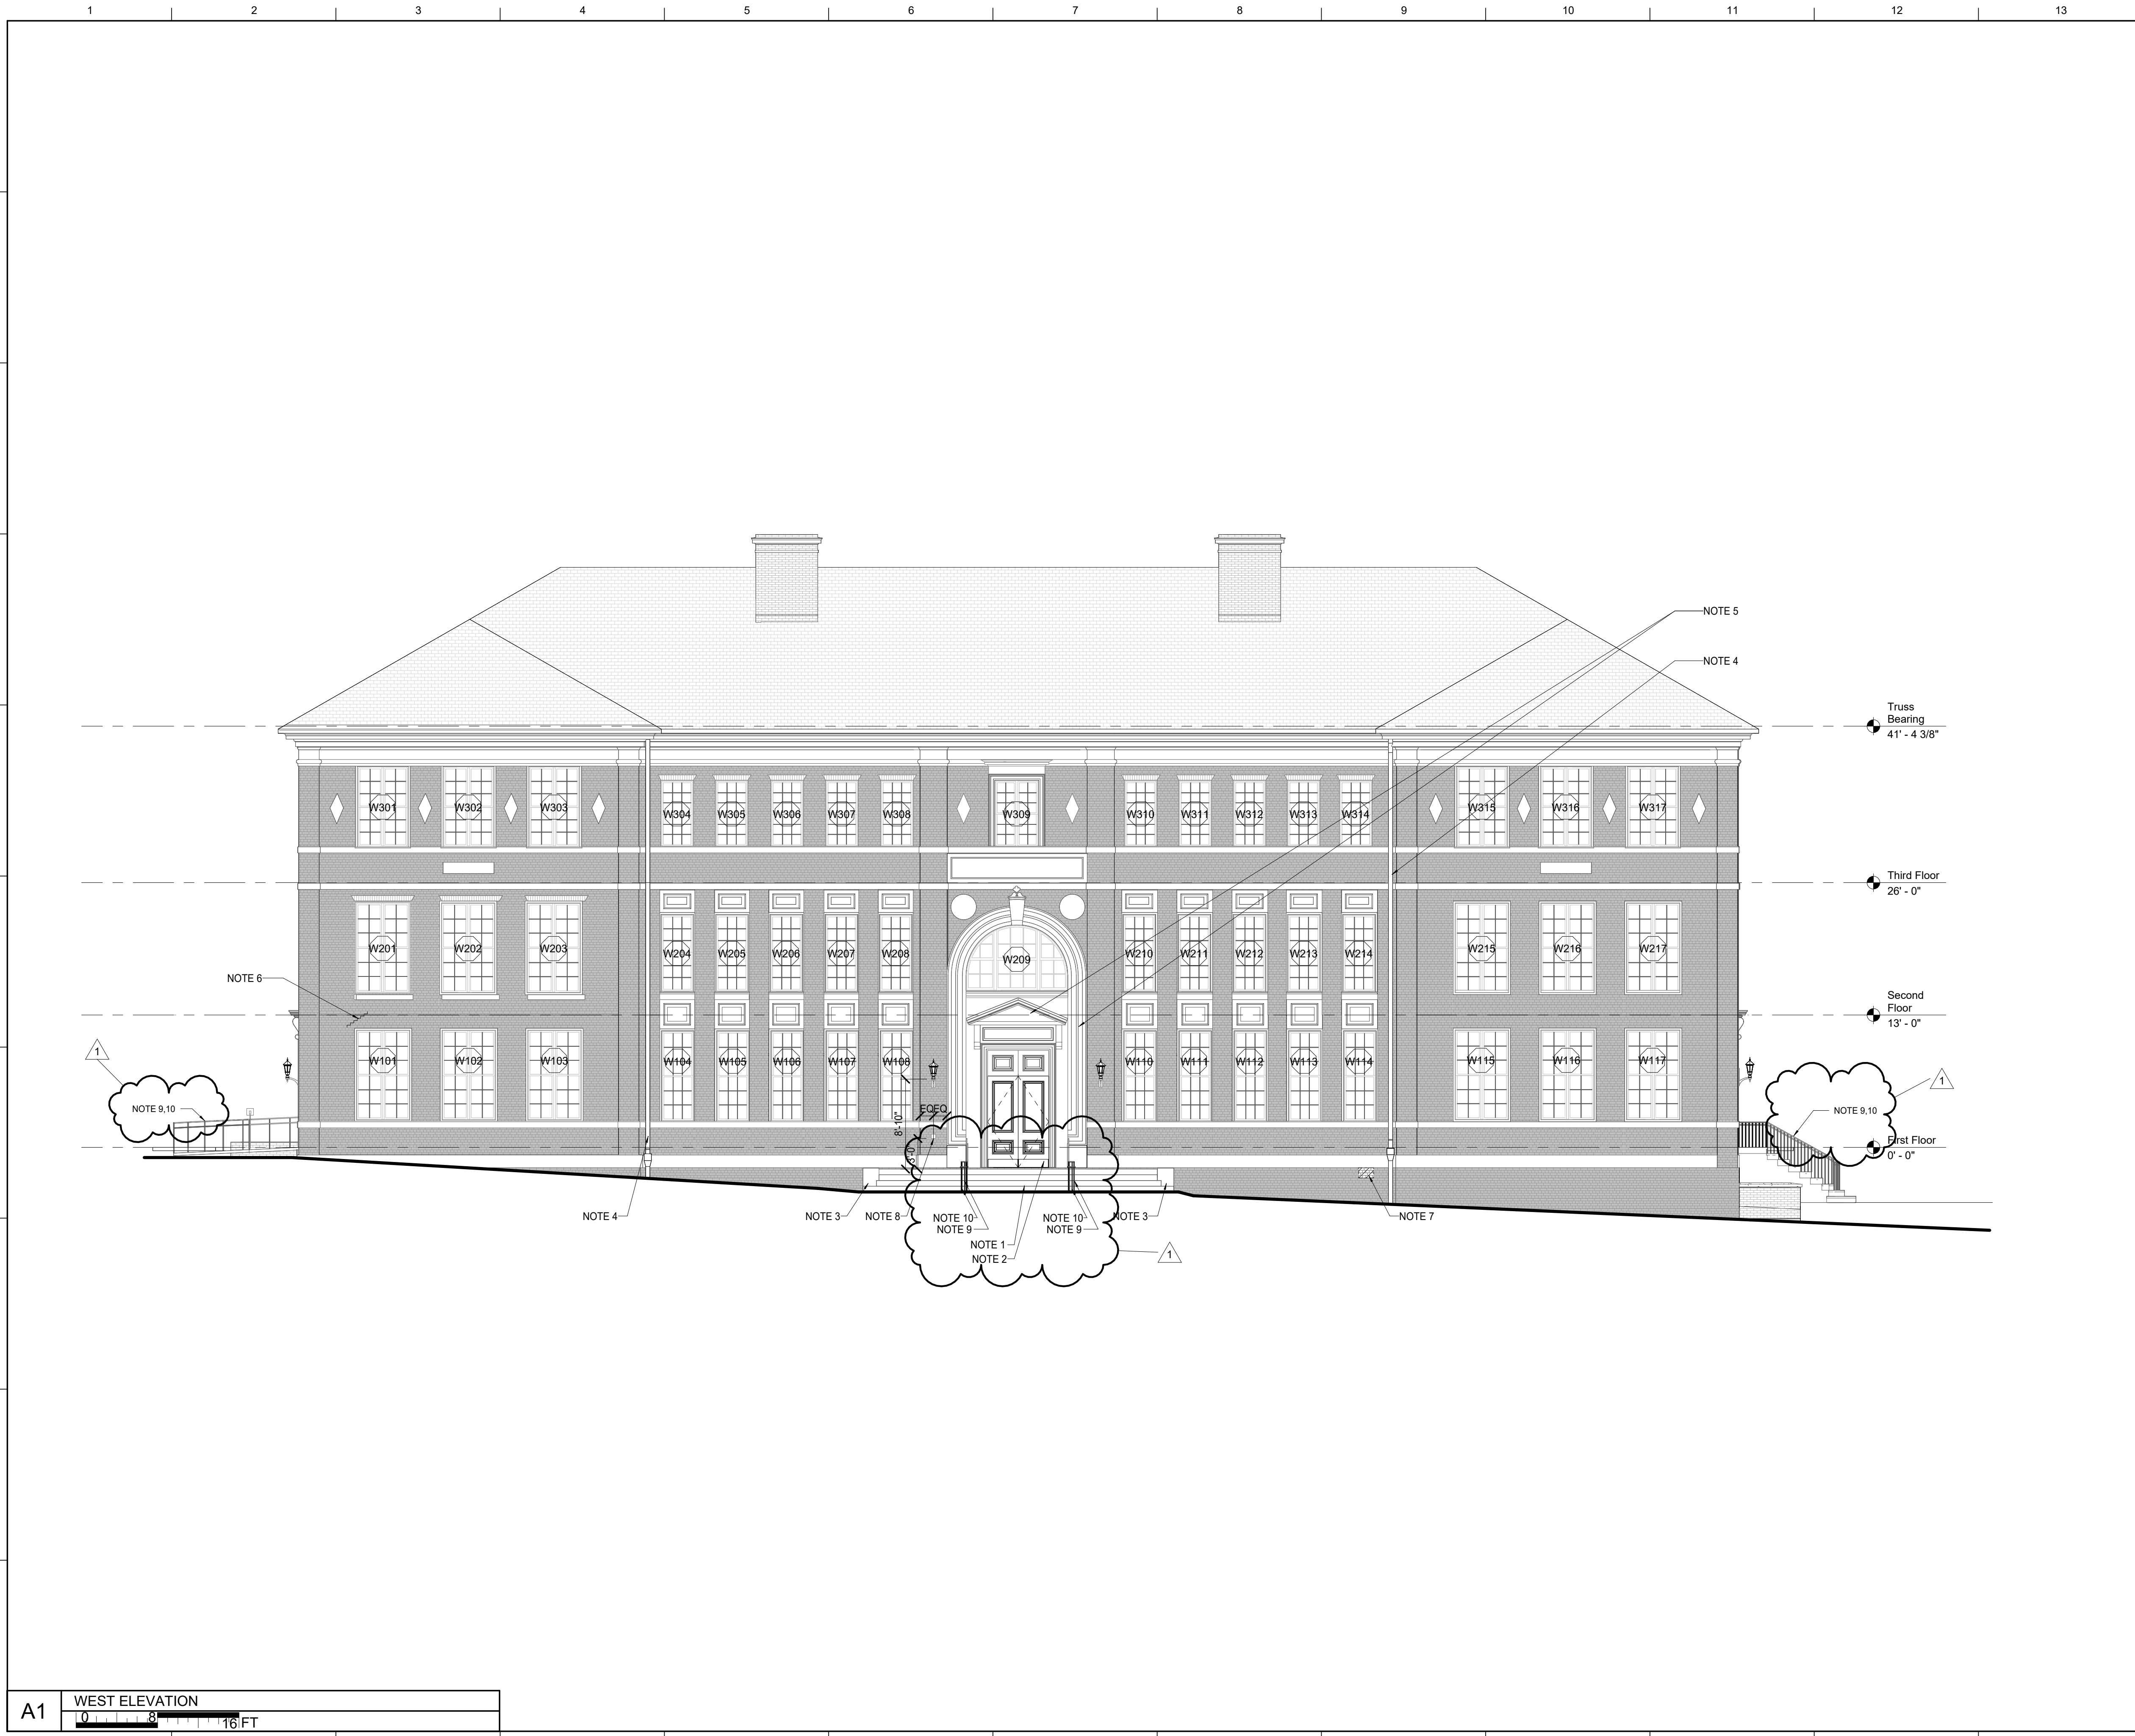 1 2 3 4 5 6 7 8 9 10 11 12 13
NOTE 5
NOTE 4
Truss
Bearing
41' - 4 3/8"
W301 W302 W303 W304 W305 W306 W307 W308 W309 W310 W311 W312 W313 W314 W315 W316 W317
Third Floor
26' - 0"
W201 W202 W203 W204 W205 W206 W207 W208 W209 W210 W211 W212 W213 W214 W215 W216 W217
NOTE 6
Second
Floor
13' - 0"
1
W101 W102 W103 W104 W105 W106 W107 W108 W110 W111 W112 W113 W114 W115 W116 W117
1
NOTE 9,10
EQ EQ
8'-10"
NOTE 9,10
3'-0"
First Floor
0' - 0"
NOTE 4
NOTE 3
NOTE 8
NOTE 10
NOTE 9
NOTE 10
NOTE 9
NOTE 3
NOTE 7
NOTE 1
NOTE 2
1
A1
WEST ELEVATION
0 8 16 FT